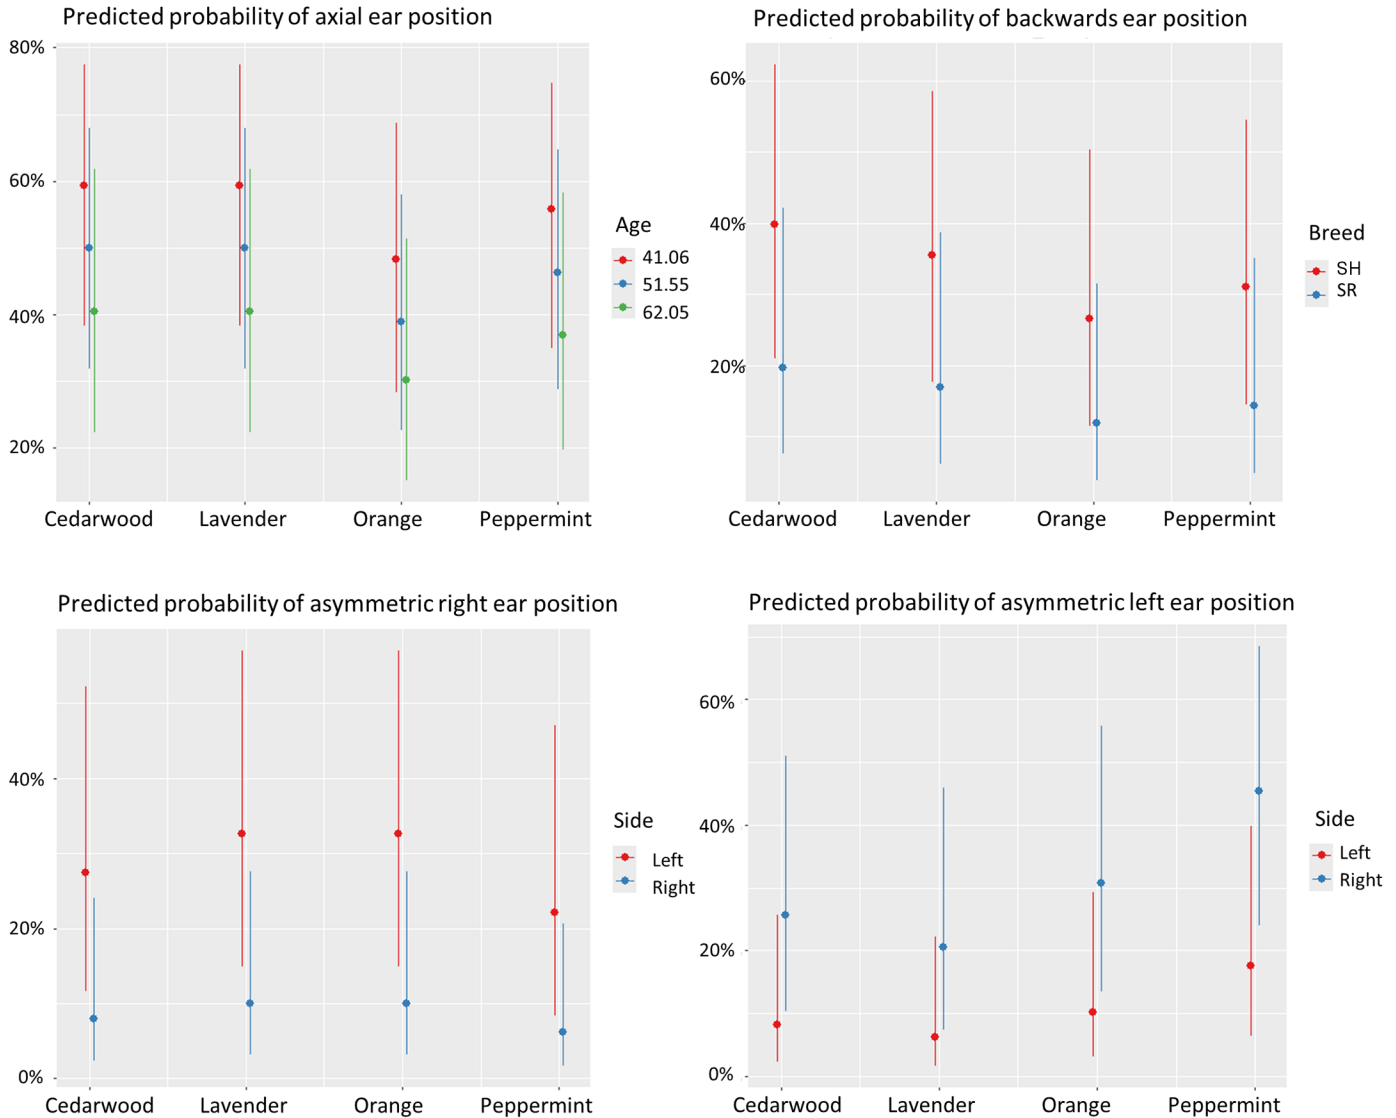 Predicted probability of axial ear position
80%
60%
40%
20%
Cedarwood Lavender Orange Peppermint
Age
41.06
51.55
62.05
Predicted probability of backwards ear position
60%
40%
20%
Cedarwood Lavender Orange Peppermint
Breed
SH
SR
Predicted probability of asymmetric right ear position
40%
20%
0%
Cedarwood Lavender Orange Peppermint
Side
Left
Right
Predicted probability of asymmetric left ear position
60%
40%
20%
0%
Cedarwood Lavender Orange Peppermint
Side
Left
Right